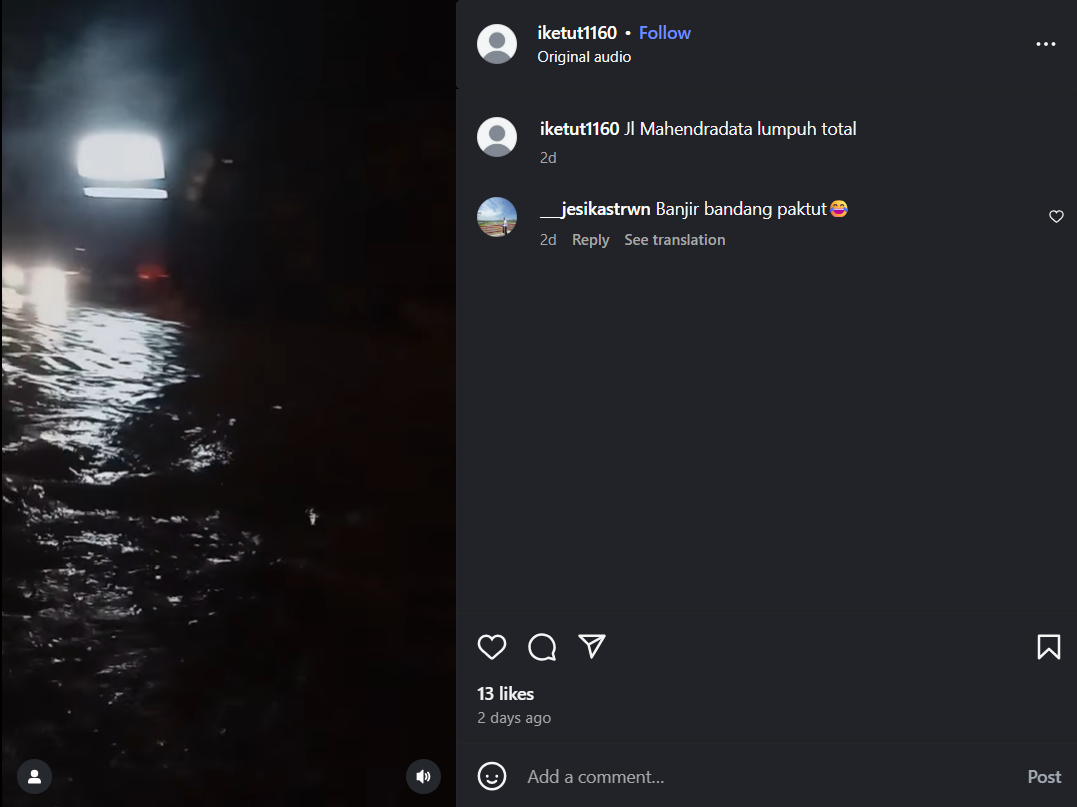 iketut1160 • Follow
Original audio
iketut1160 Jl Mahendradata lumpuh total
2d
___jesikastrwn Banjir bandang paktut😂
2d Reply See translation
13 likes
2 days ago
Add a comment... Post